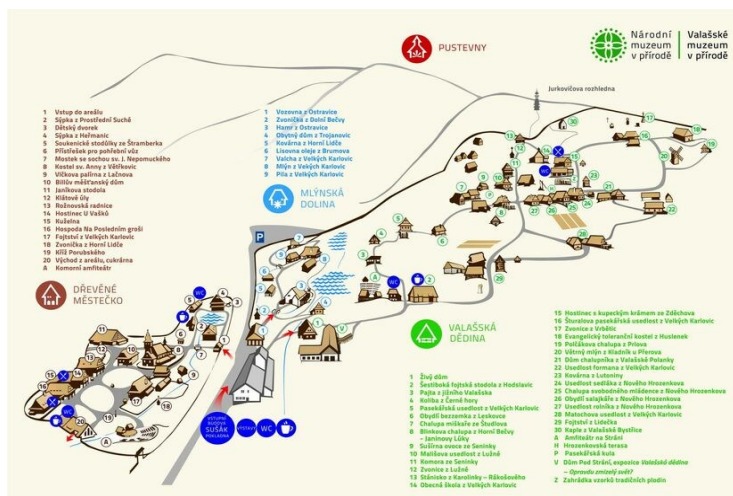 PUSTEVNY
Národní
muzeum
v přírodě
Valašské
muzeum
v přírodě
Jurkovičova rozhledna
1 Vstup do areálu
2 Sýpka z Prostřední Suché
3 Dětský dvorek
4 Sýpka z Heřmanic
5 Soukenické stodůlky ze Štramberka
6 Přístřešek pro pohřební vůz
7 Mostek se sochou sv. J. Nepomuckého
8 Kostel sv. Anny z Větřkovic
9 Vlčkova palírna z Lačnova
10 Billův měšťanský dům
11 Janíkova stodola
12 Klátové úly
13 Rožnovská radnice
14 Hostinec U Vašků
15 Kuželna
16 Hospoda Na Posledním groši
17 Fojtství z Velkých Karlovic
18 Zvonička z Horní Lidče
19 Kříž Porubského
20 Východ z areálu, cukrárna
A Komorní amfiteátr
DŘEVĚNÉ
MĚSTEČKO
1 Vozovna z Ostravice
2 Zvonička z Dolní Bečvy
3 Hamr z Ostravice
4 Obytný dům z Trojanovic
5 Kovárna z Horní Lidče
6 Lisovna oleje z Brumova
7 Valcha z Velkých Karlovic
8 Mlýn z Velkých Karlovic
9 Pila z Velkých Karlovic
MLÝNSKÁ
DOLINA
P
WC
VSTUPNÍ
BUDOVA
SUŠÁK
POKLADNA
VÝSTAVY
WC
VALAŠSKÁ
DĚDINA
1 Živý dům
2 Šestiboká fojtská stodola z Hodslavic
3 Pajta z jižního Valašska
4 Koliba z Černé hory
5 Pasekářská usedlost z Velkých Karlovic
6 Obydlí bezzemka z Leskovce
7 Chalupa miškaře ze Študlova
8 Blinkova chalupa z Horní Bečvy
– Janinovy Lůky
9 Sušírna ovoce ze Seninky
10 Mališova usedlost z Lužné
11 Komora ze Seninky
12 Zvonice z Lužné
13 Stánisko z Karolinky – Rákošového
14 Obecná škola z Velkých Karlovic
15 Hostinec s kupeckým krámem ze Zděchova
16 Šturalova pasekářská usedlost z Velkých Karlovic
17 Zvonice z Vrbětic
18 Evangelický toleranční kostel z Huslenek
19 Polčákova chalupa z Prlova
20 Větrný mlýn z Kladník u Přerova
21 Dům chalupníka z Valašské Polanky
22 Usedlost formana z Velkých Karlovic
23 Kovárna z Lutoniny
24 Usedlost sedláka z Nového Hrozenkova
25 Chalupa svobodného mládence z Nového Hrozenkova
26 Obydlí salajkáře z Nového Hrozenkova
27 Usedlost rolníka z Nového Hrozenkova
28 Matochova usedlost z Velkých Karlovic
29 Fojtství z Lidečka
30 Kaple z Valašské Bystřice
A Amfiteátr na Stráni
H Hrozenkovská terasa
P Pasekářská kula
V Dům Pod Strání, expozice Valašská dědina
– Opravdu zmizelý svět?
Z Zahrádka vzorků tradičních plodin